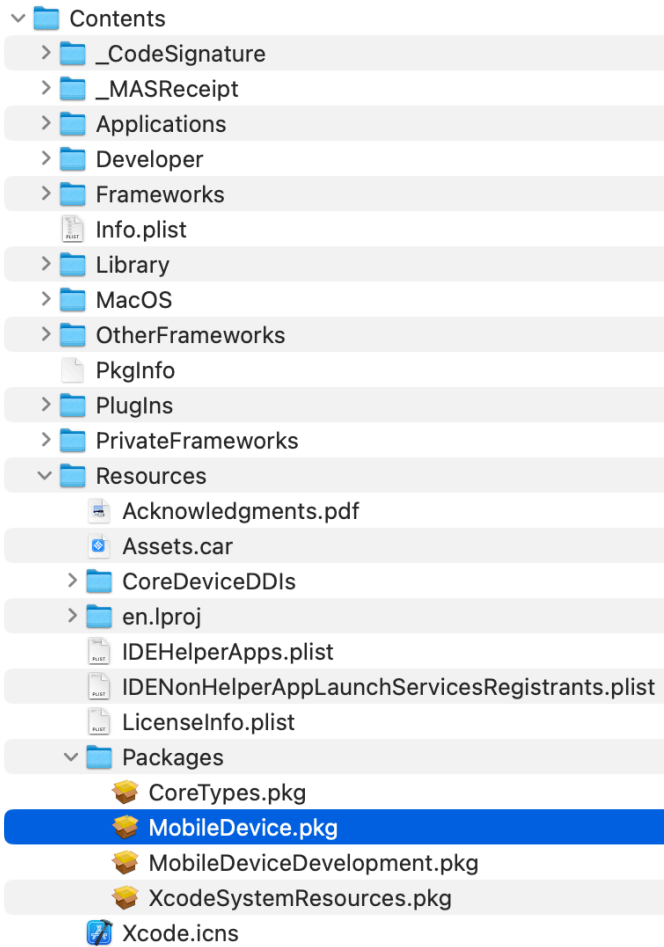 Contents
_CodeSignature
_MASReceipt
Applications
Developer
Frameworks
Info.plist
Library
MacOS
OtherFrameworks
PkgInfo
PlugIns
PrivateFrameworks
Resources
Acknowledgments.pdf
Assets.car
CoreDeviceDDIs
en.lproj
IDEHelperApps.plist
IDENonHelperAppLaunchServicesRegistrants.plist
LicenseInfo.plist
Packages
CoreTypes.pkg
MobileDevice.pkg
MobileDeviceDevelopment.pkg
XcodeSystemResources.pkg
Xcode.icns